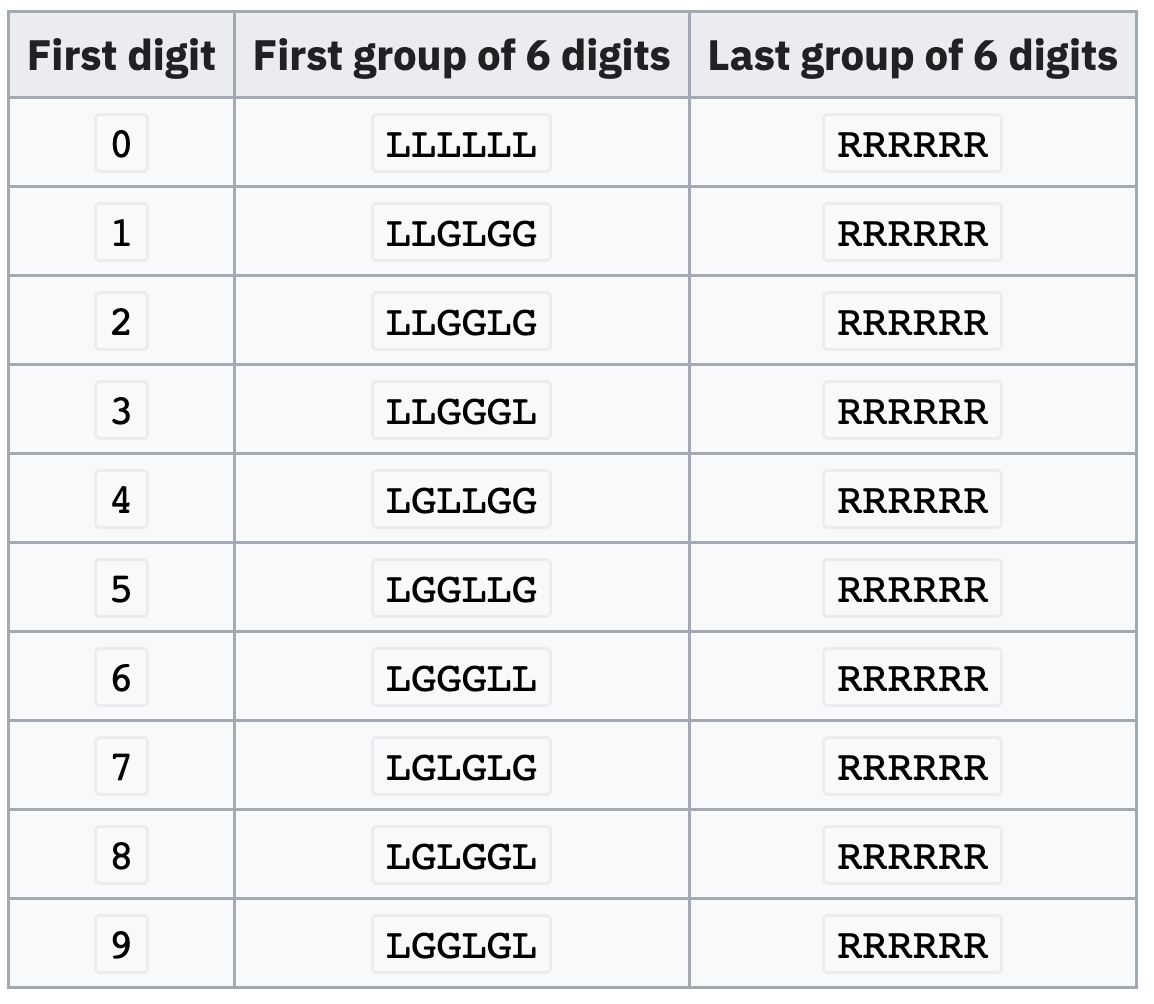 First digit First group of 6 digits Last group of 6 digits
0 LLLLLL RRRRRR
1 LLGLGG RRRRRR
2 LLGGLG RRRRRR
3 LLGGGL RRRRRR
4 LGLLGG RRRRRR
5 LGGLLG RRRRRR
6 LGGGLL RRRRRR
7 LGLGLG RRRRRR
8 LGLGGL RRRRRR
9 LGGLGL RRRRRR